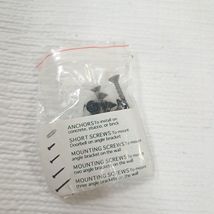 ANCHORS To install on
concrete, stucco, or brick
SHORT SCREWS To mount
Doorbell on angle bracket
MOUNTING SCREWS To mount
angle bracket on the wall
MOUNTING SCREWS To mount
two angle brackets on the wall
MOUNTING SCREWS To mount
three angle brackets on the wall